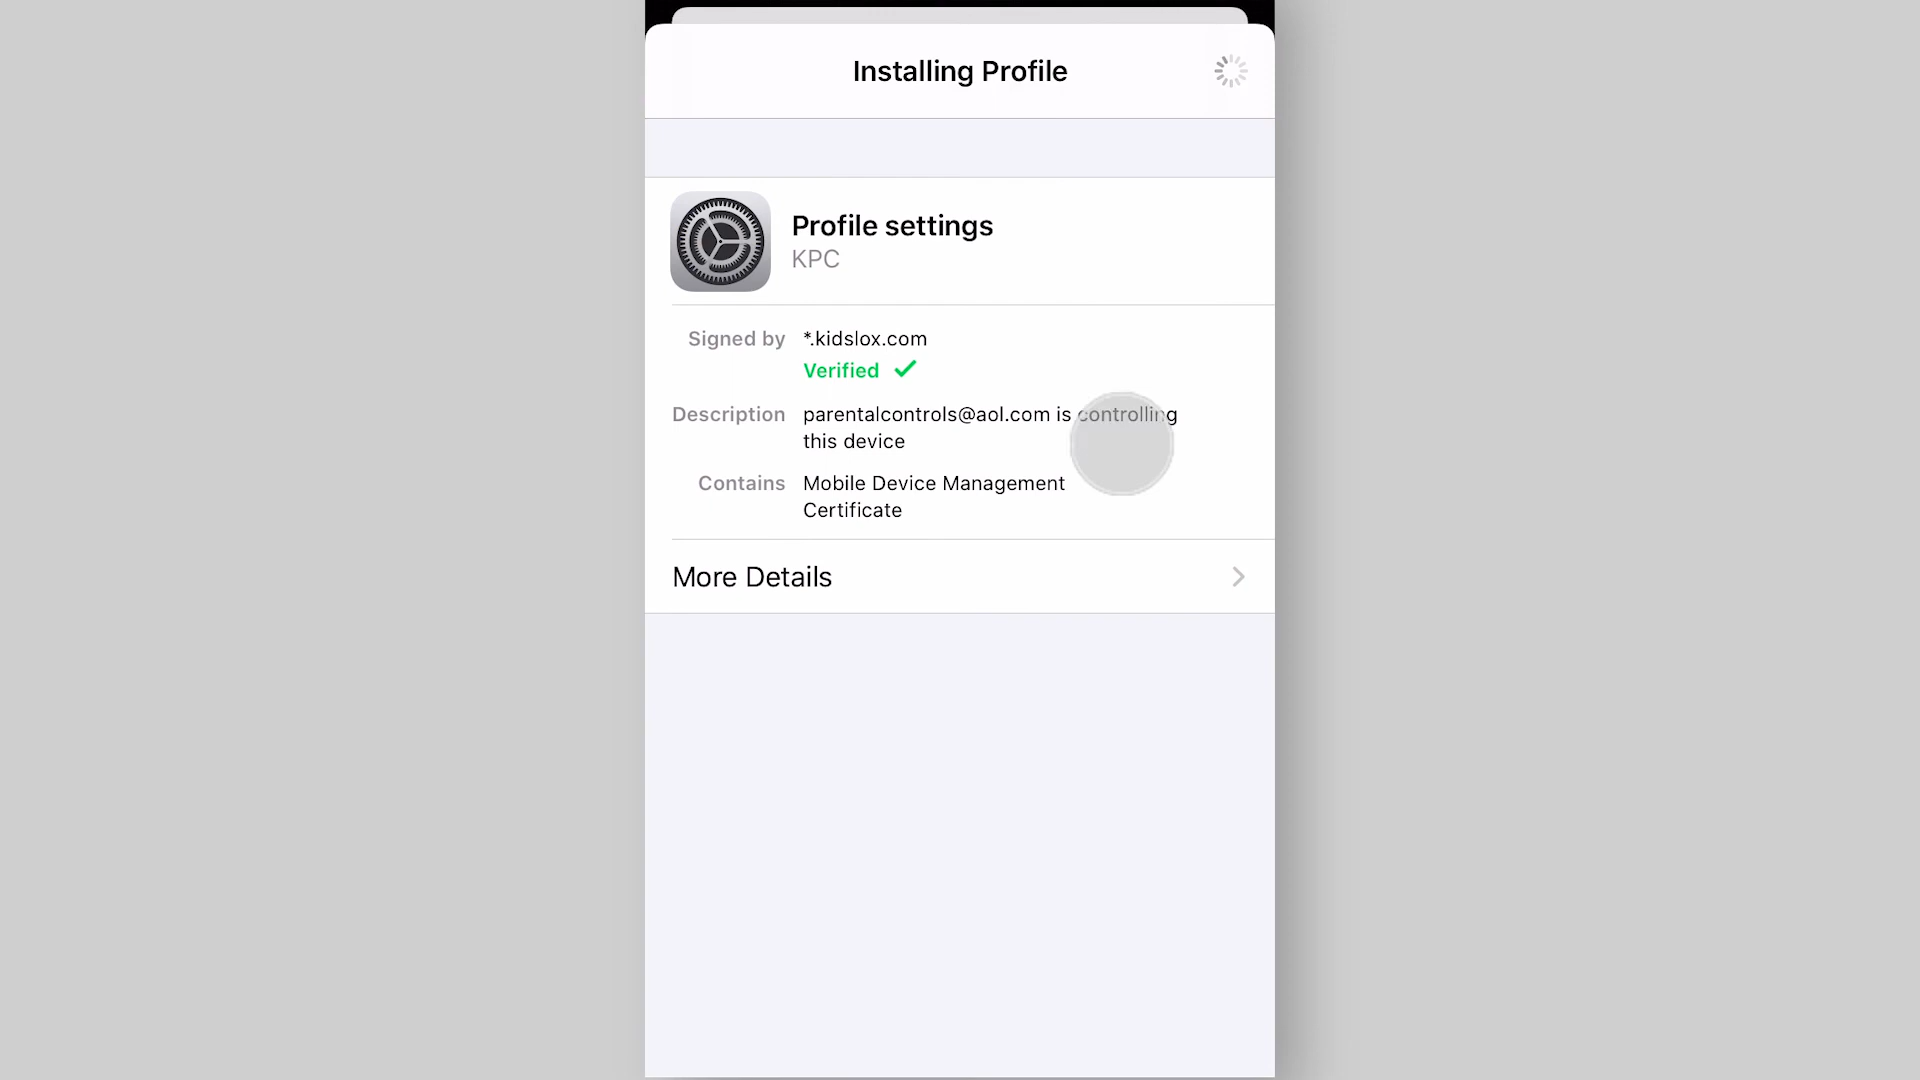 Installing Profile
Profile settings
KPC
Signed by *.kidslox.com
Verified
Description parentalcontrols@aol.com is controlling
this device
Contains Mobile Device Management
Certificate
More Details